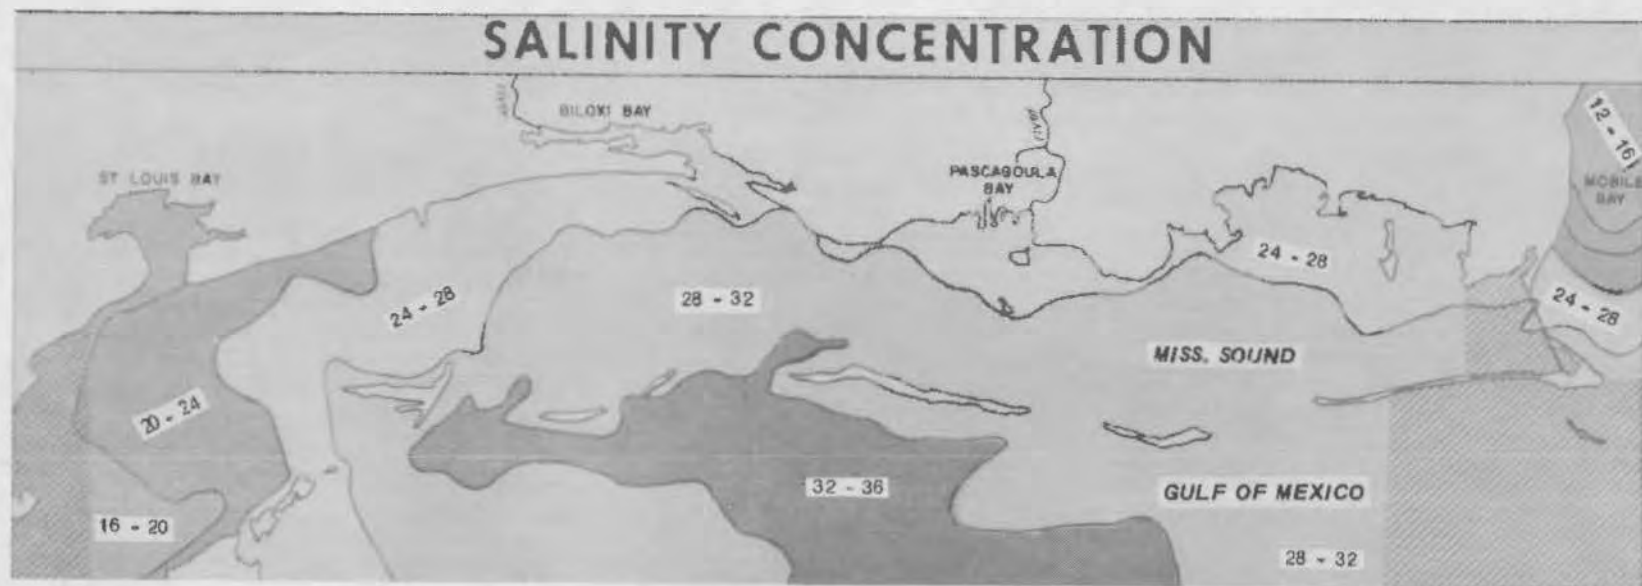 SALINITY CONCENTRATION
BILOXI BAY
RIVER
12 - 16
ST LOUIS BAY
PASCAGOULA
BAY
MOBILE
BAY
24 - 28
24 - 28
28 - 32
24 - 28
MISS. SOUND
20 - 24
32 - 36
GULF OF MEXICO
16 - 20
28 - 32